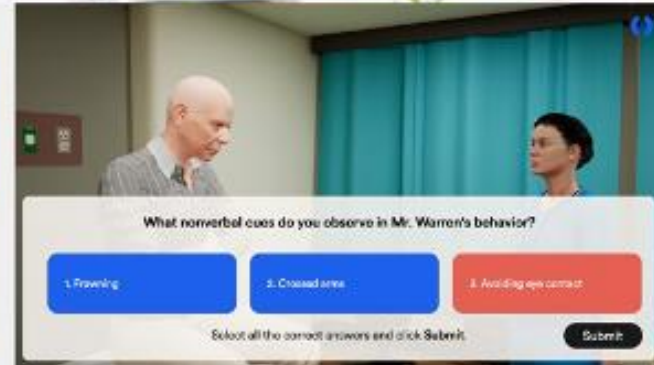 What nonverbal cues do you observe in Mr. Warren's behavior?
1. Frowning
2. Crossed arms
3. Avoiding eye contact
Select all the correct answers and click Submit.
Submit